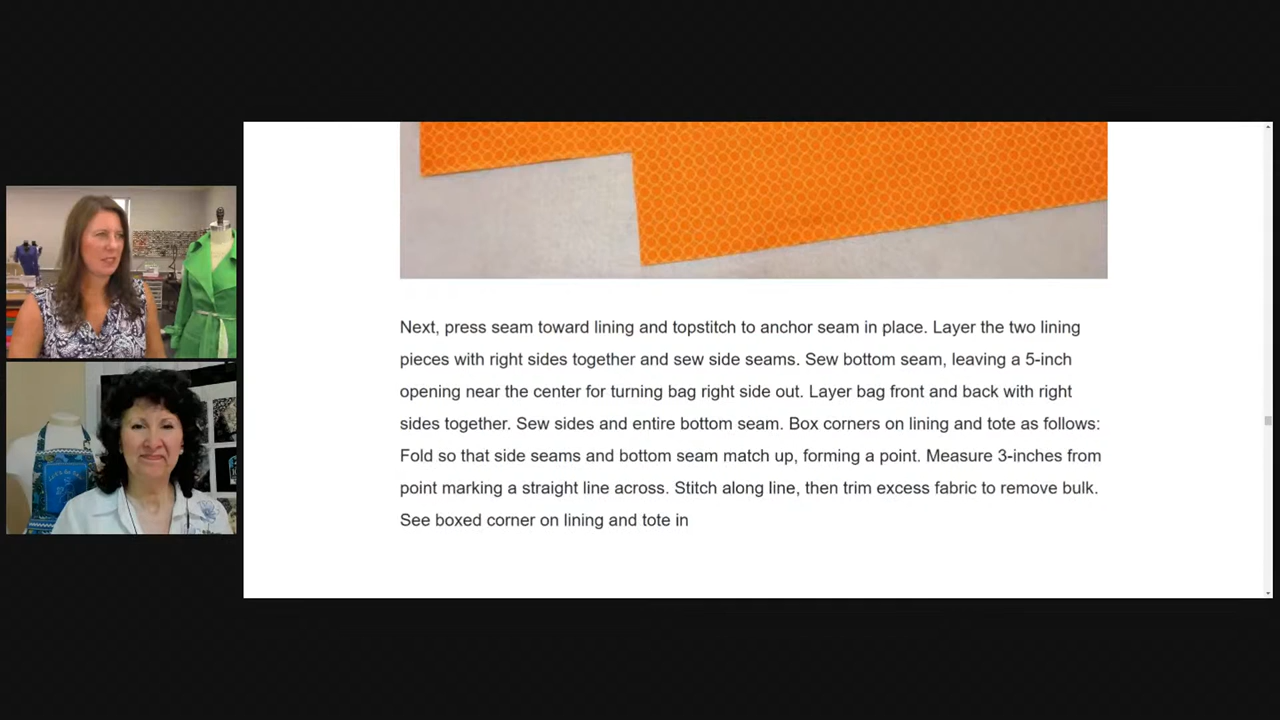 Next, press seam toward lining and topstitch to anchor seam in place. Layer the two lining
pieces with right sides together and sew side seams. Sew bottom seam, leaving a 5-inch
opening near the center for turning bag right side out. Layer bag front and back with right
sides together. Sew sides and entire bottom seam. Box corners on lining and tote as follows:
Fold so that side seams and bottom seam match up, forming a point. Measure 3-inches from
point marking a straight line across. Stitch along line, then trim excess fabric to remove bulk.
See boxed corner on lining and tote in